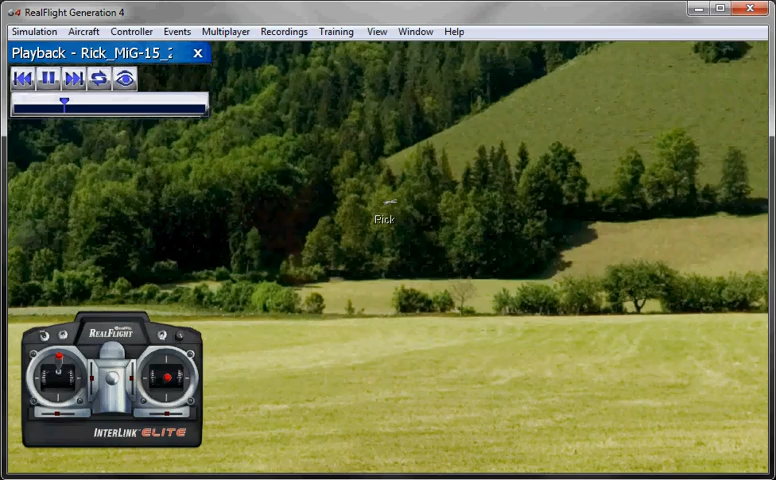 RealFlight Generation 4
Simulation Aircraft Controller Events Multiplayer Recordings Training View Window Help
Playback - Rick_MiG-15_2
Rick
REALFLIGHT
INTERLINK ELITE